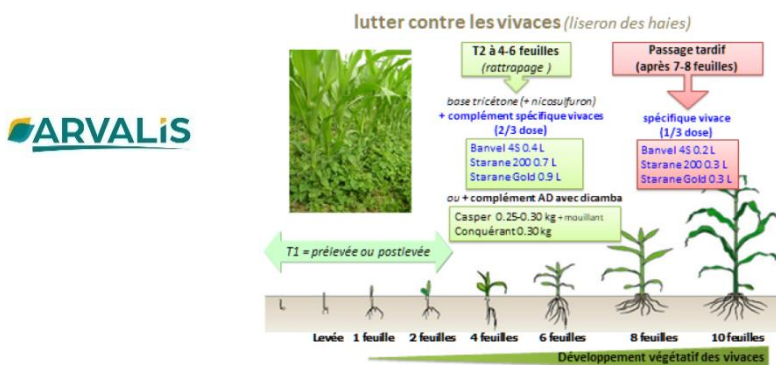 lutter contre les vivaces (liseron des haies)
ARVALIS
T2 à 4-6 feuilles
(rattrapage )
base tricétone (+ nicosulfuron)
+ complément spécifique vivaces
(2/3 dose)
Banvel 4S 0.4 L
Starane 200 0.7 L
Starane Gold 0.9 L
ou + complément AD avec dicamba
Casper 0.25-0.30 kg + mouillant
Conquérant 0.30 kg
Passage tardif
(après 7-8 feuilles)
spécifique vivace
(1/3 dose)
Banvel 4S 0.2 L
Starane 200 0.3 L
Starane Gold 0.3 L
T1 = prélevée ou postlevée
Levée 1 feuille 2 feuilles 4 feuilles 6 feuilles 8 feuilles 10 feuilles
Développement végétatif des vivaces